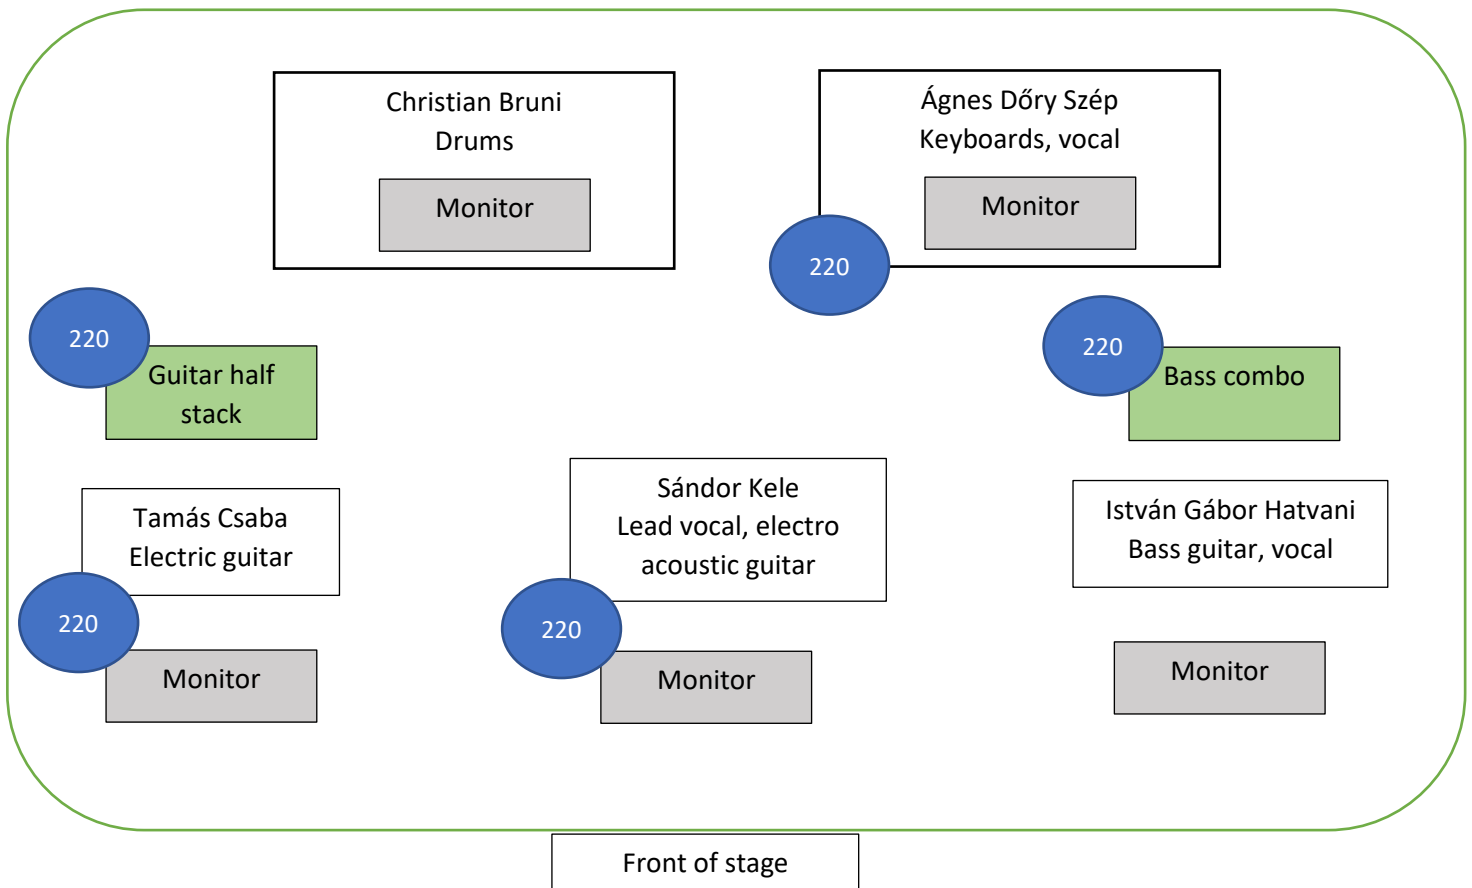 Christian Bruni
Drums
Monitor
Ágnes Dőry Szép
Keyboards, vocal
Monitor
220
220
Guitar half
stack
220
Bass combo
Tamás Csaba
Electric guitar
220
Monitor
Sándor Kele
Lead vocal, electro
acoustic guitar
220
Monitor
István Gábor Hatvani
Bass guitar, vocal
Monitor
Front of stage